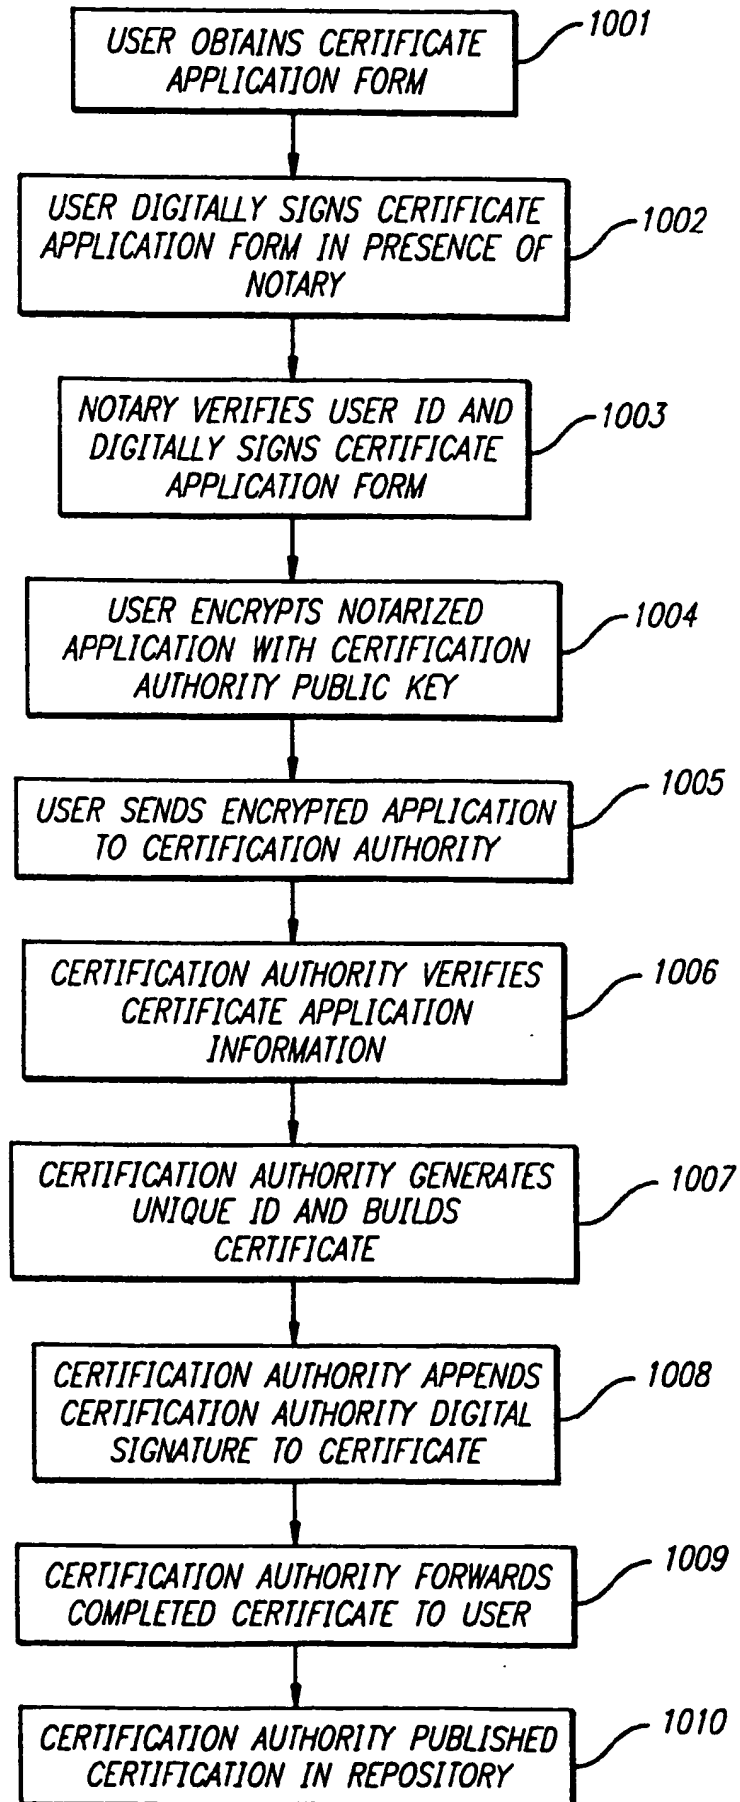 USER OBTAINS CERTIFICATE
APPLICATION FORM
1001
USER DIGITALLY SIGNS CERTIFICATE
APPLICATION FORM IN PRESENCE OF
NOTARY
1002
NOTARY VERIFIES USER ID AND
DIGITALLY SIGNS CERTIFICATE
APPLICATION FORM
1003
USER ENCRYPTS NOTARIZED
APPLICATION WITH CERTIFICATION
AUTHORITY PUBLIC KEY
1004
USER SENDS ENCRYPTED APPLICATION
TO CERTIFICATION AUTHORITY
1005
CERTIFICATION AUTHORITY VERIFIES
CERTIFICATE APPLICATION
INFORMATION
1006
CERTIFICATION AUTHORITY GENERATES
UNIQUE ID AND BUILDS
CERTIFICATE
1007
CERTIFICATION AUTHORITY APPENDS
CERTIFICATION AUTHORITY DIGITAL
SIGNATURE TO CERTIFICATE
1008
CERTIFICATION AUTHORITY FORWARDS
COMPLETED CERTIFICATE TO USER
1009
CERTIFICATION AUTHORITY PUBLISHED
CERTIFICATION IN REPOSITORY
1010